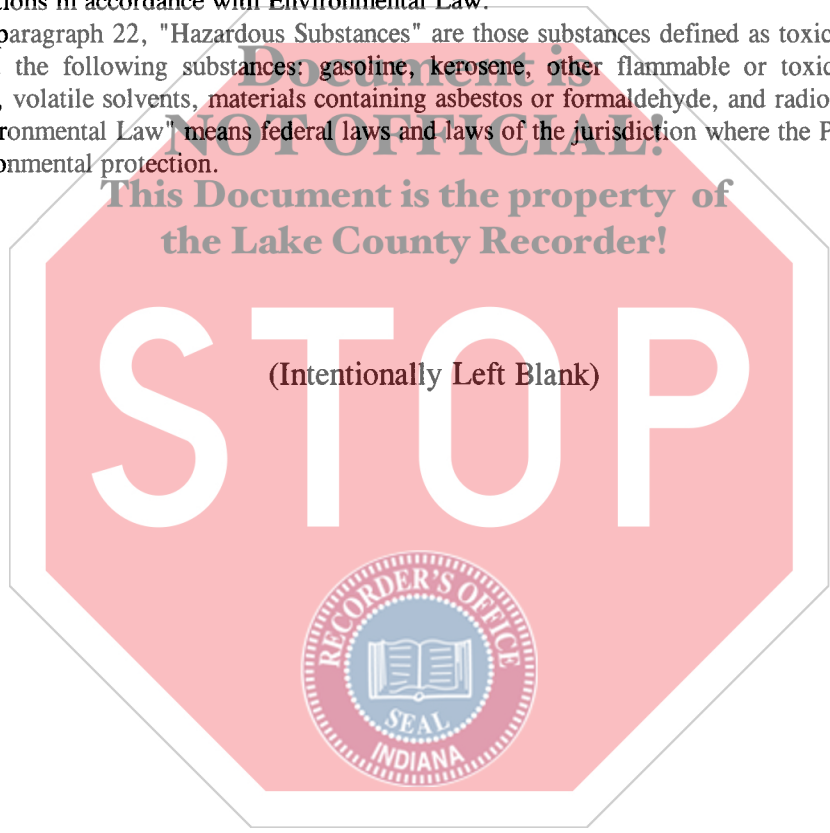 tions in accordance with Environmental Law.
paragraph 22, "Hazardous Substances" are those substances defined as toxic
the following substances: gasoline, kerosene, other flammable or toxic
, volatile solvents, materials containing asbestos or formaldehyde, and radio
ronmental Law" means federal laws and laws of the jurisdiction where the P
onmental protection.
Document is
NOT OFFICIAL!
This Document is the property of
the Lake County Recorder!
(Intentionally Left Blank)
STOP
RECORDER'S OFFICE
SEAL
INDIANA